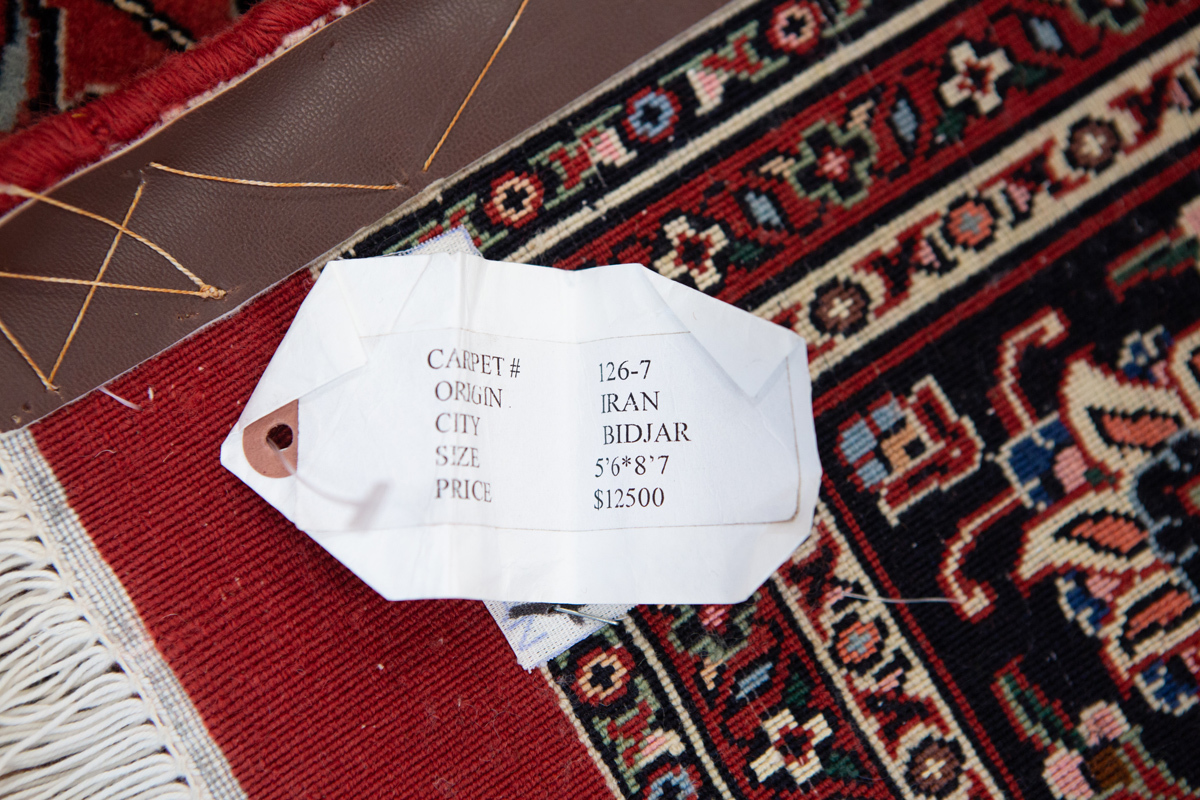 CARPET # 126-7
ORIGIN IRAN
CITY BIDJAR
SIZE 5'6*8'7
PRICE $12500